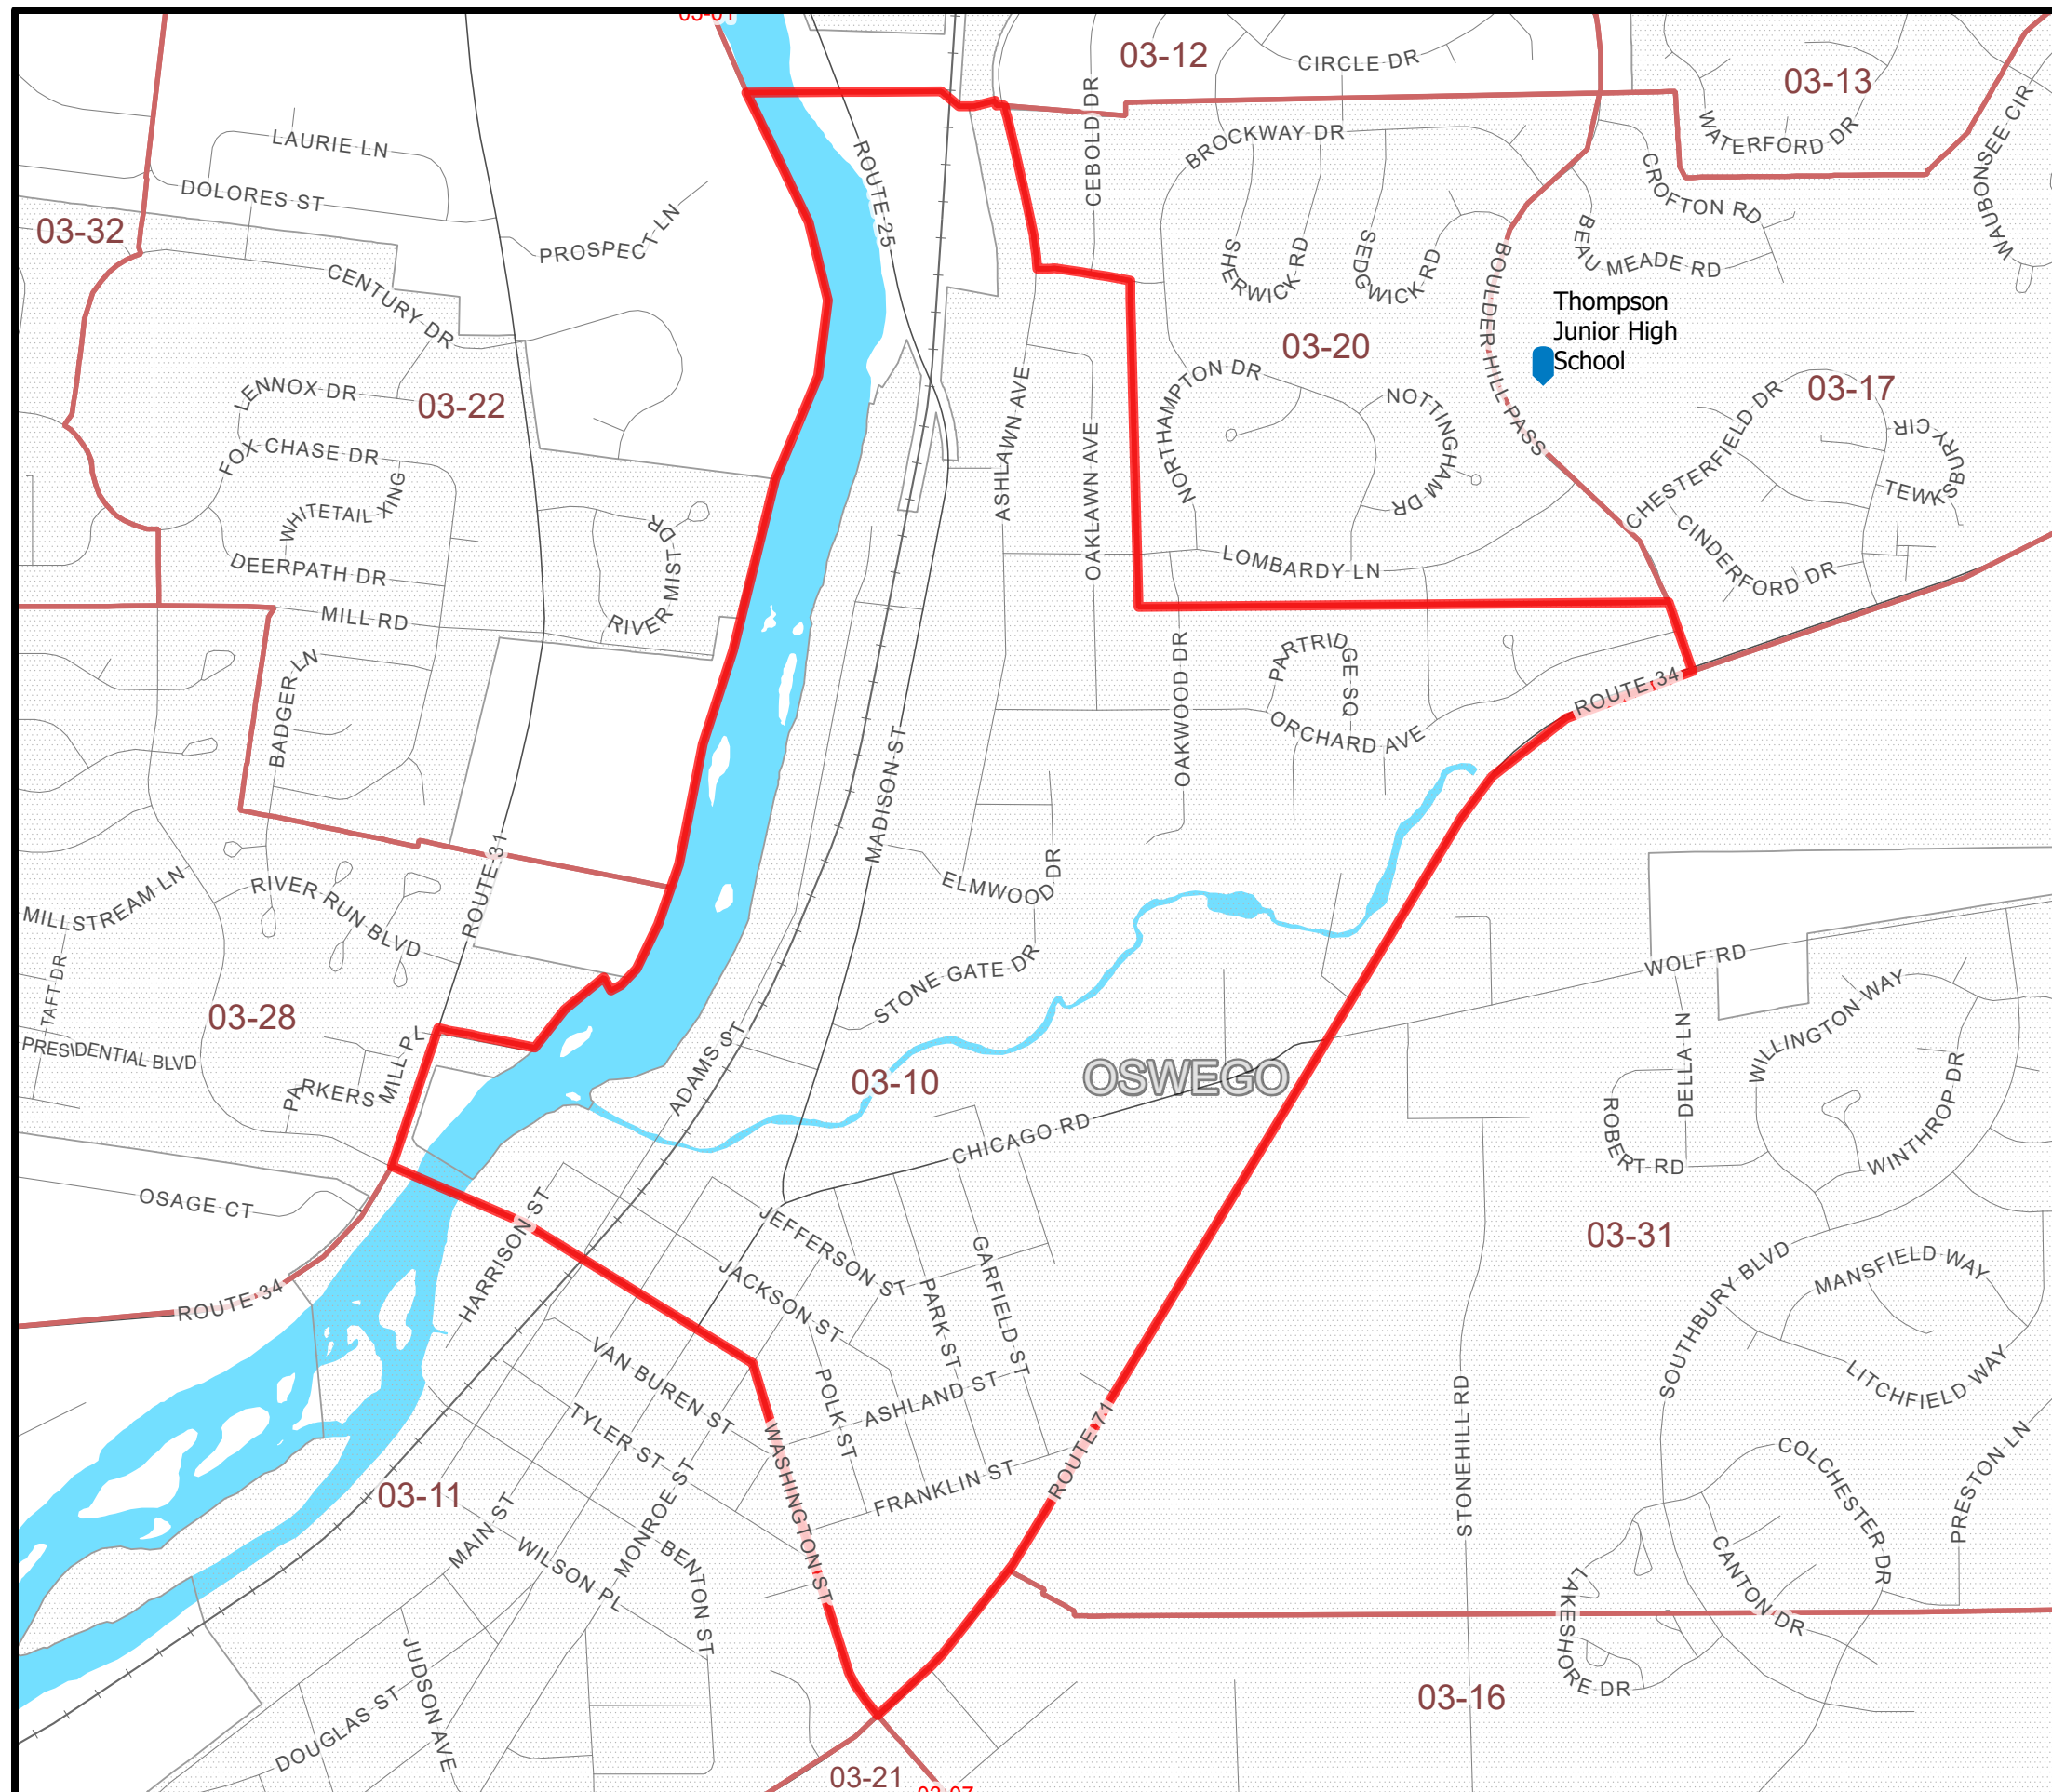 03-01
03-12
CIRCLE DR
03-13
WATERFORD DR
WAUBONSEE CIR
LAURIE LN
DOLORES ST
03-32
PROSPECT LN
ROUTE 25
CEBOLD DR
BROCKWAY DR
CROFTON RD
CENTURY DR
SHERWICK RD
SEDGWICK RD
BOULDER HILL PASS
BEAU MEADE RD
Thompson
Junior High
School
03-20
03-17
LENNOX DR
03-22
NORTHAMPTON DR
NOTTINGHAM DR
CHESTERFIELD DR
TEWKSBURY CIR
FOX CHASE DR
WHITETAIL TING
ASHLAWN AVE
OAKLAWN AVE
DEERPATH DR
RIVER MIST DR
LOMBARDY LN
CINDERFORD DR
MILL RD
BADGER LN
OAKWOOD DR
PARTRIDGE SQ
ORCHARD AVE
ROUTE 34
MADISON ST
ROUTE 31
ELMWOOD DR
MILLSTREAM LN
RIVER RUN BLVD
STONE GATE DR
WOLF RD
TAFT DR
03-28
PRESIDENTIAL BLVD
PARKERS MILL PL
ADAMS ST
03-10
OSWEGO
DELLA LN
WILLINGTON WAY
ROBERT RD
WINTHROP DR
CHICAGO RD
OSAGE CT
ROUTE 34
HARRISON ST
JEFFERSON ST
JACKSON ST
GARFIELD ST
PARK ST
03-31
SOUTHBURY BLVD
MANSFIELD WAY
LITCHFIELD WAY
VAN BUREN ST
POLK ST
ASHLAND ST
TYLER ST
WASHINGTON ST
FRANKLIN ST
ROUTE 71
STONEHILL RD
COLCHESTER DR
PRESTON LN
03-11
MAIN ST
WILSON PL
MONROE ST
BENTON ST
CANTON DR
LAKESHORE DR
JUDSON AVE
DOUGLAS ST
03-16
03-21